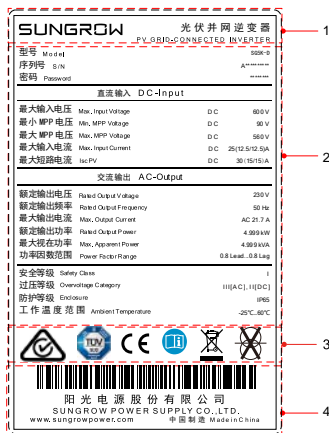 SUNGROW 光伏并网逆变器
PV GRID-CONNECTED INVERTER
型号 Model SG5K-D
序列号 S/N A**********
密码 Password ********
直流输入 DC-Input
最大输入电压 Max. Input Voltage DC 600 V
最小 MPP 电压 Min. MPP Voltage DC 90 V
最大 MPP 电压 Max. MPP Voltage DC 560 V
最大输入电流 Max. Input Current DC 25(12.5/12.5)A
最大短路电流 Isc PV DC 30 (15/15) A
交流输出 AC-Output
额定输出电压 Rated Output Voltage 230 V
额定输出频率 Rated Output Frequency 50 Hz
最大输出电流 Max. Output Current AC 21.7 A
额定输出功率 Rated Output Power 4.999 kW
最大视在功率 Max. Apparent Power 4.999 kVA
功率因数范围 Power Factor Range 0.8 Lead...0.8 Lag
安全等级 Safety Class I
过压等级 Overvoltage Category III[AC], II[DC]
防护等级 Enclosure IP65
工作温度范围 Ambient Temperature -25℃...60℃
TÜV CE
阳光电源股份有限公司
SUNGROW POWER SUPPLY CO.,LTD.
www.sungrowpower.com 中国制造 Made in China
1
2
3
4